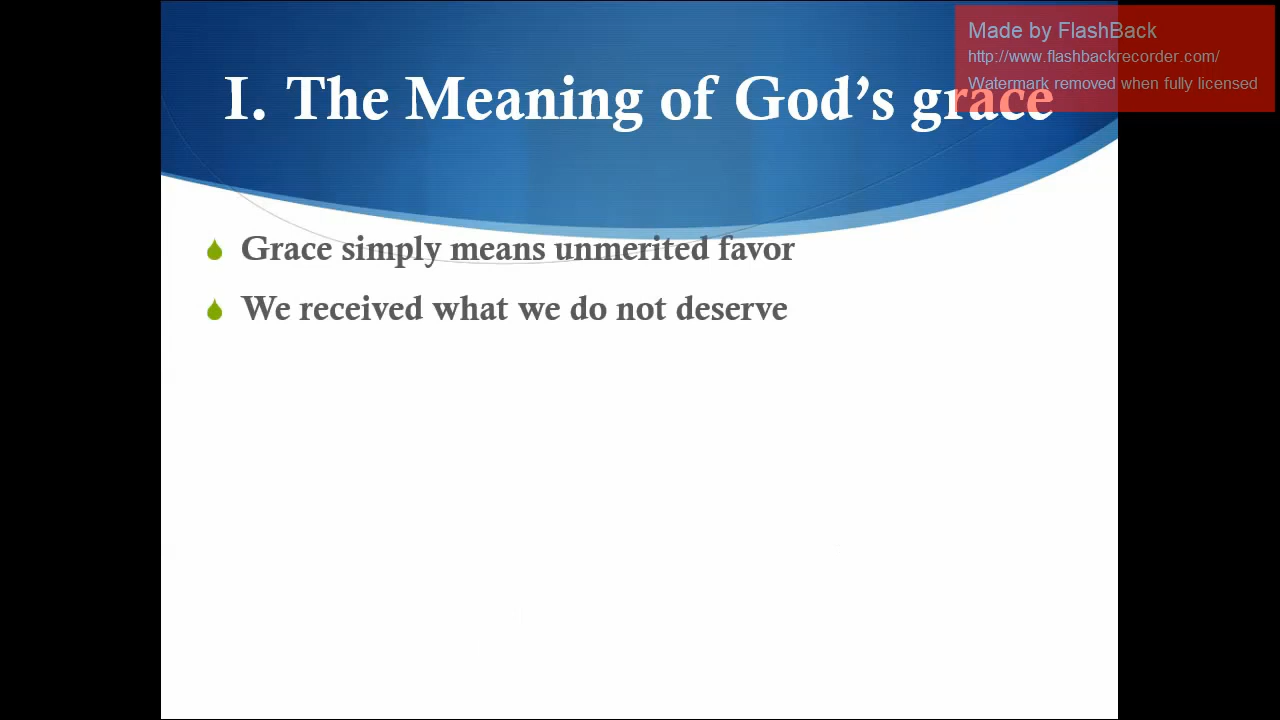 Made by FlashBack
http://www.flashbackrecorder.com/
Watermark removed when fully licensed
I. The Meaning of God’s grace
Grace simply means unmerited favor
We received what we do not deserve